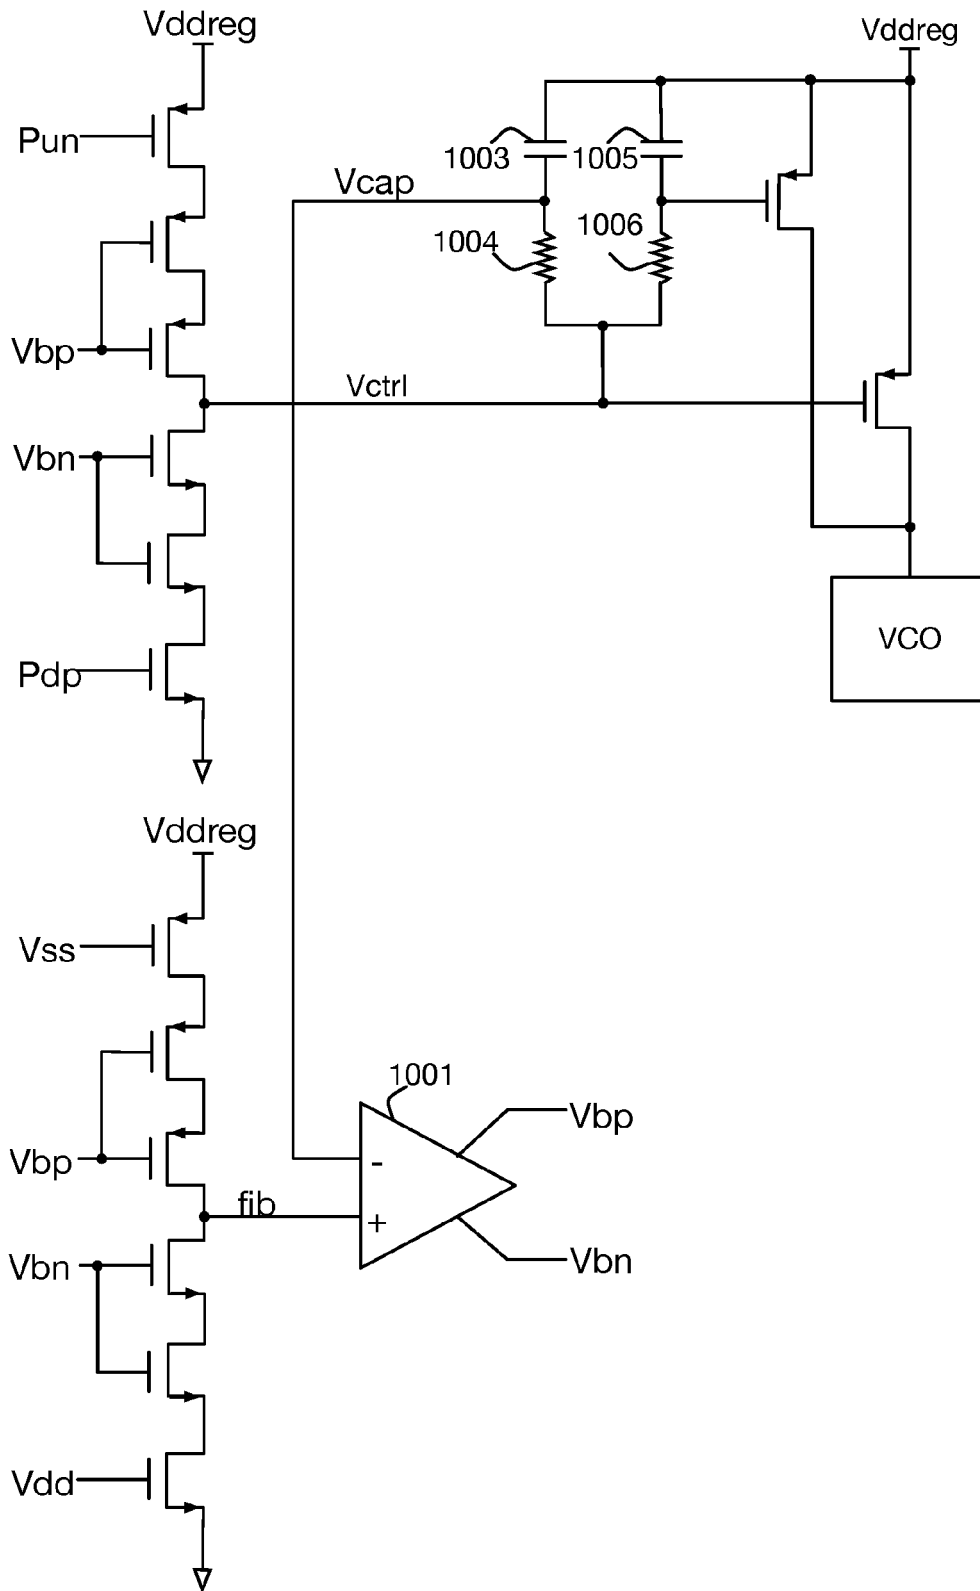 Vddreg
Vddreg
Pun
1003
1005
Vcap
1004
1006
Vbp
Vctrl
Vbn
VCO
Pdp
Vddreg
Vss
1001
Vbp
-
Vbp
fib
+
Vbn
Vbn
Vdd